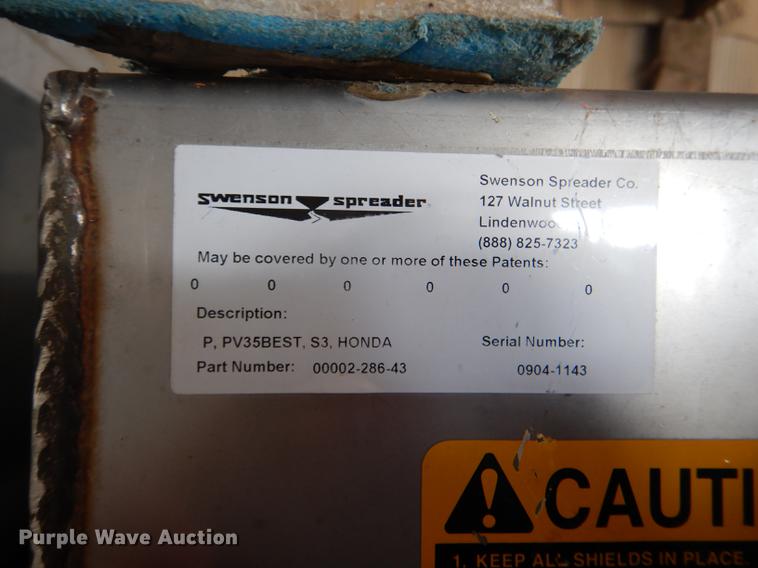 swenson spreader
Swenson Spreader Co.
127 Walnut Street
(888) 825-7323
May be covered by one or more of these Patents:
0 0 0 0 0 0
Description:
P, PV35BEST, S3, HONDA
Serial Number:
Part Number: 00002-286-43
0904-1143
CAUTI
1. KEEP ALL SHIELDS IN PLACE.
Purple Wave Auction